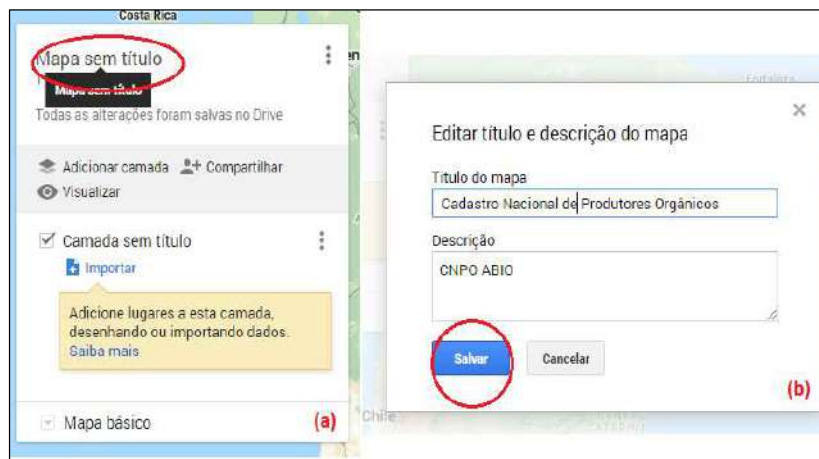 Costa Rica
Mapa sem título
Mapa sem título
Todas as alterações foram salvas no Drive
Adicionar camada Compartilhar
Visualizar
Camada sem título
Importar
Adicione lugares a esta camada,
desenhando ou importando dados.
Saiba mais
Mapa básico
(a)
Fortaleza
Editar título e descrição do mapa
Título do mapa
Cadastro Nacional de Produtores Orgânicos
Descrição
CNPO ABIO
Salvar Cancelar
(b)
Chile